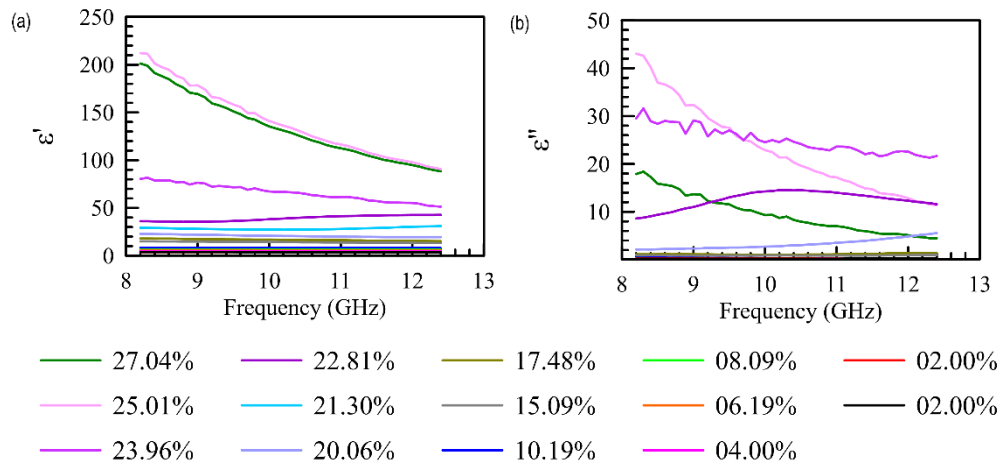 (a)
250
200
150
100
50
0
ε'
8 9 10 11 12 13
Frequency (GHz)
(b)
50
40
30
20
10
ε''
8 9 10 11 12 13
Frequency (GHz)
27.04% 22.81% 17.48% 08.09% 02.00%
25.01% 21.30% 15.09% 06.19% 02.00%
23.96% 20.06% 10.19% 04.00%